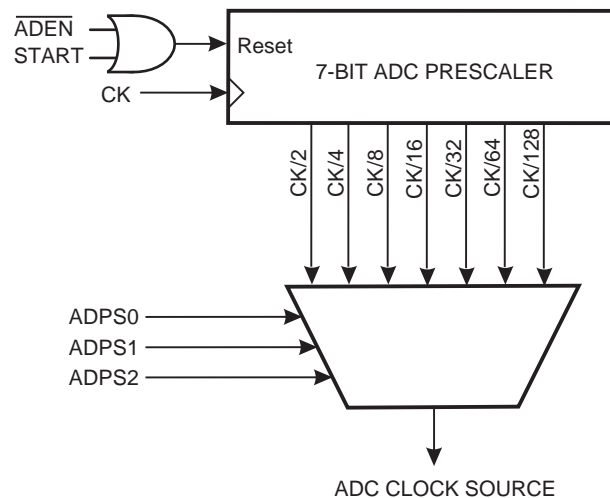 ADEN
START
Reset
7-BIT ADC PRESCALER
CK
CK/2
CK/4
CK/8
CK/16
CK/32
CK/64
CK/128
ADPS0
ADPS1
ADPS2
ADC CLOCK SOURCE